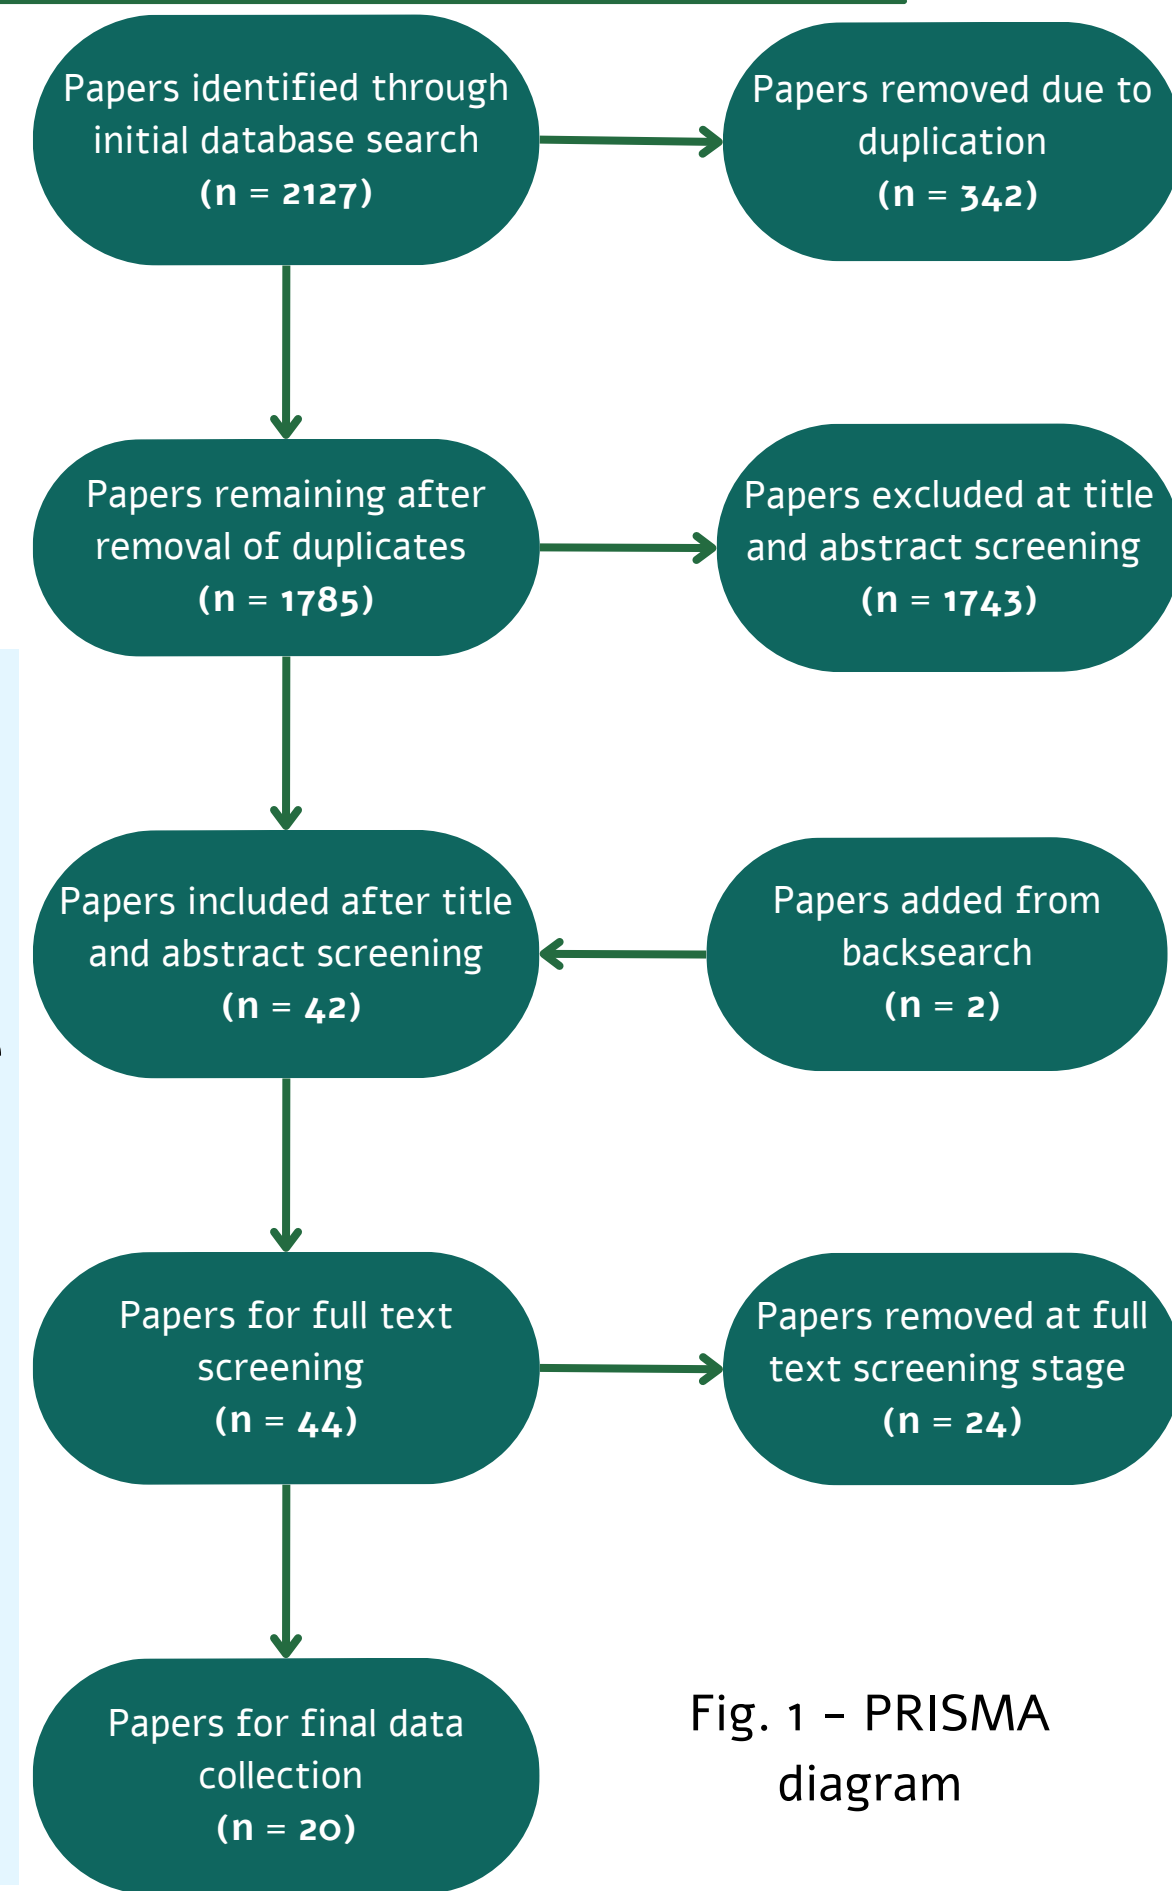 Papers identified through
initial database search
(n = 2127)
Papers removed due to
duplication
(n = 342)
Papers remaining after
removal of duplicates
(n = 1785)
Papers excluded at title
and abstract screening
(n = 1743)
Papers included after title
and abstract screening
(n = 42)
Papers added from
backsearch
(n = 2)
Papers for full text
screening
(n = 44)
Papers removed at full
text screening stage
(n = 24)
Papers for final data
collection
(n = 20)
Fig. 1 – PRISMA
diagram